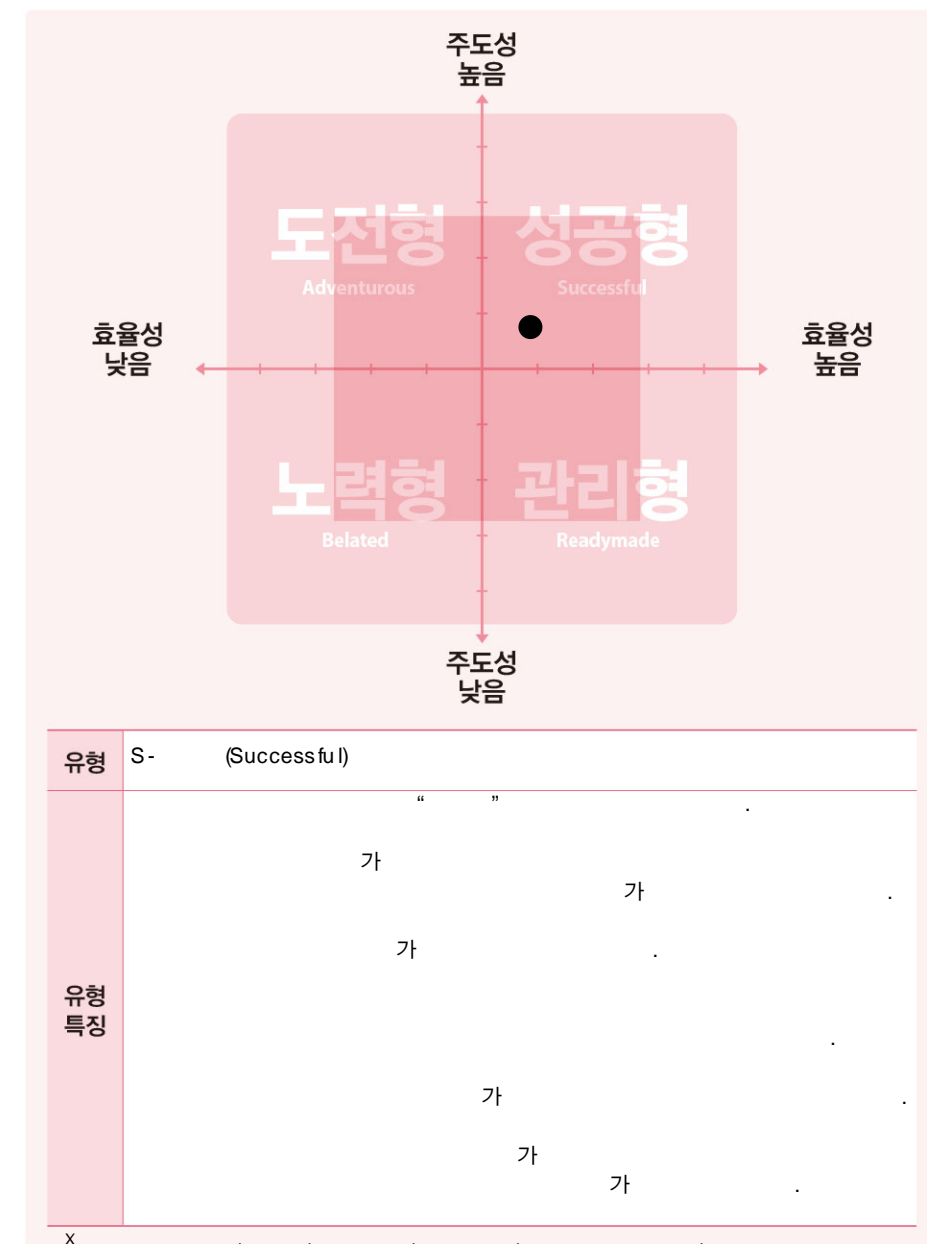 주도성
높음
도전형 성공형
Adventurous Successful
효율성
낮음
효율성
높음
노력형 관리형
Belated Readymade
주도성
낮음
유형 S- (Successful)
“ ” .
가
가 .
가 .
유형
특징
.
가 .
가
가 .
X